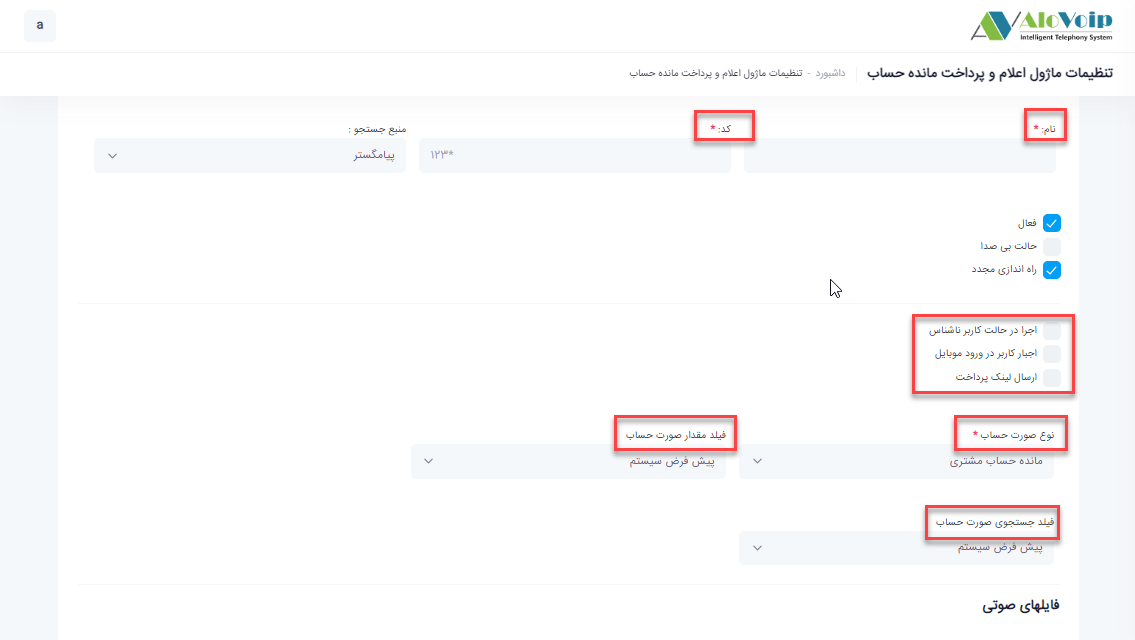 a
AloVoip
Intelligent Telephony System
تنظیمات ماژول اعلام و پرداخت مانده حساب
داشبورد - تنظیمات ماژول اعلام و پرداخت مانده حساب
نام: *
کد: *
منبع جستجو :
*۱۲۳
پیامگستر
فعال
حالت بی صدا
راه اندازی مجدد
اجرا در حالت کاربر ناشناس
اجبار کاربر در ورود موبایل
ارسال لینک پرداخت
نوع صورت حساب *
فیلد مقدار صورت حساب
مانده حساب مشتری
پیش فرض سیستم
فیلد جستجوی صورت حساب
پیش فرض سیستم
فایلهای صوتی